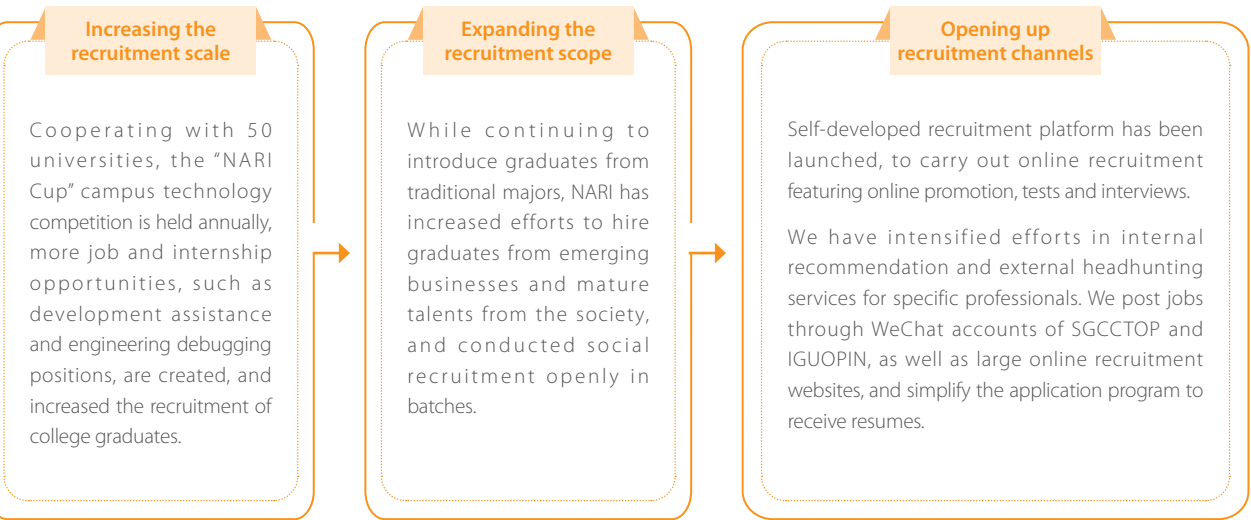 Increasing the
recruitment scale
Cooperating with 50
universities, the “NARI
Cup” campus technology
competition is held annually,
more job and internship
opportunities, such as
development assistance
and engineering debugging
positions, are created, and
increased the recruitment of
college graduates.
Expanding the
recruitment scope
While continuing to
introduce graduates from
traditional majors, NARI has
increased efforts to hire
graduates from emerging
businesses and mature
talents from the society,
and conducted social
recruitment openly in
batches.
Opening up
recruitment channels
Self-developed recruitment platform has been
launched, to carry out online recruitment
featuring online promotion, tests and interviews.
We have intensified efforts in internal
recommendation and external headhunting
services for specific professionals. We post jobs
through WeChat accounts of SGCCTOP and
IGUOPIN, as well as large online recruitment
websites, and simplify the application program to
receive resumes.